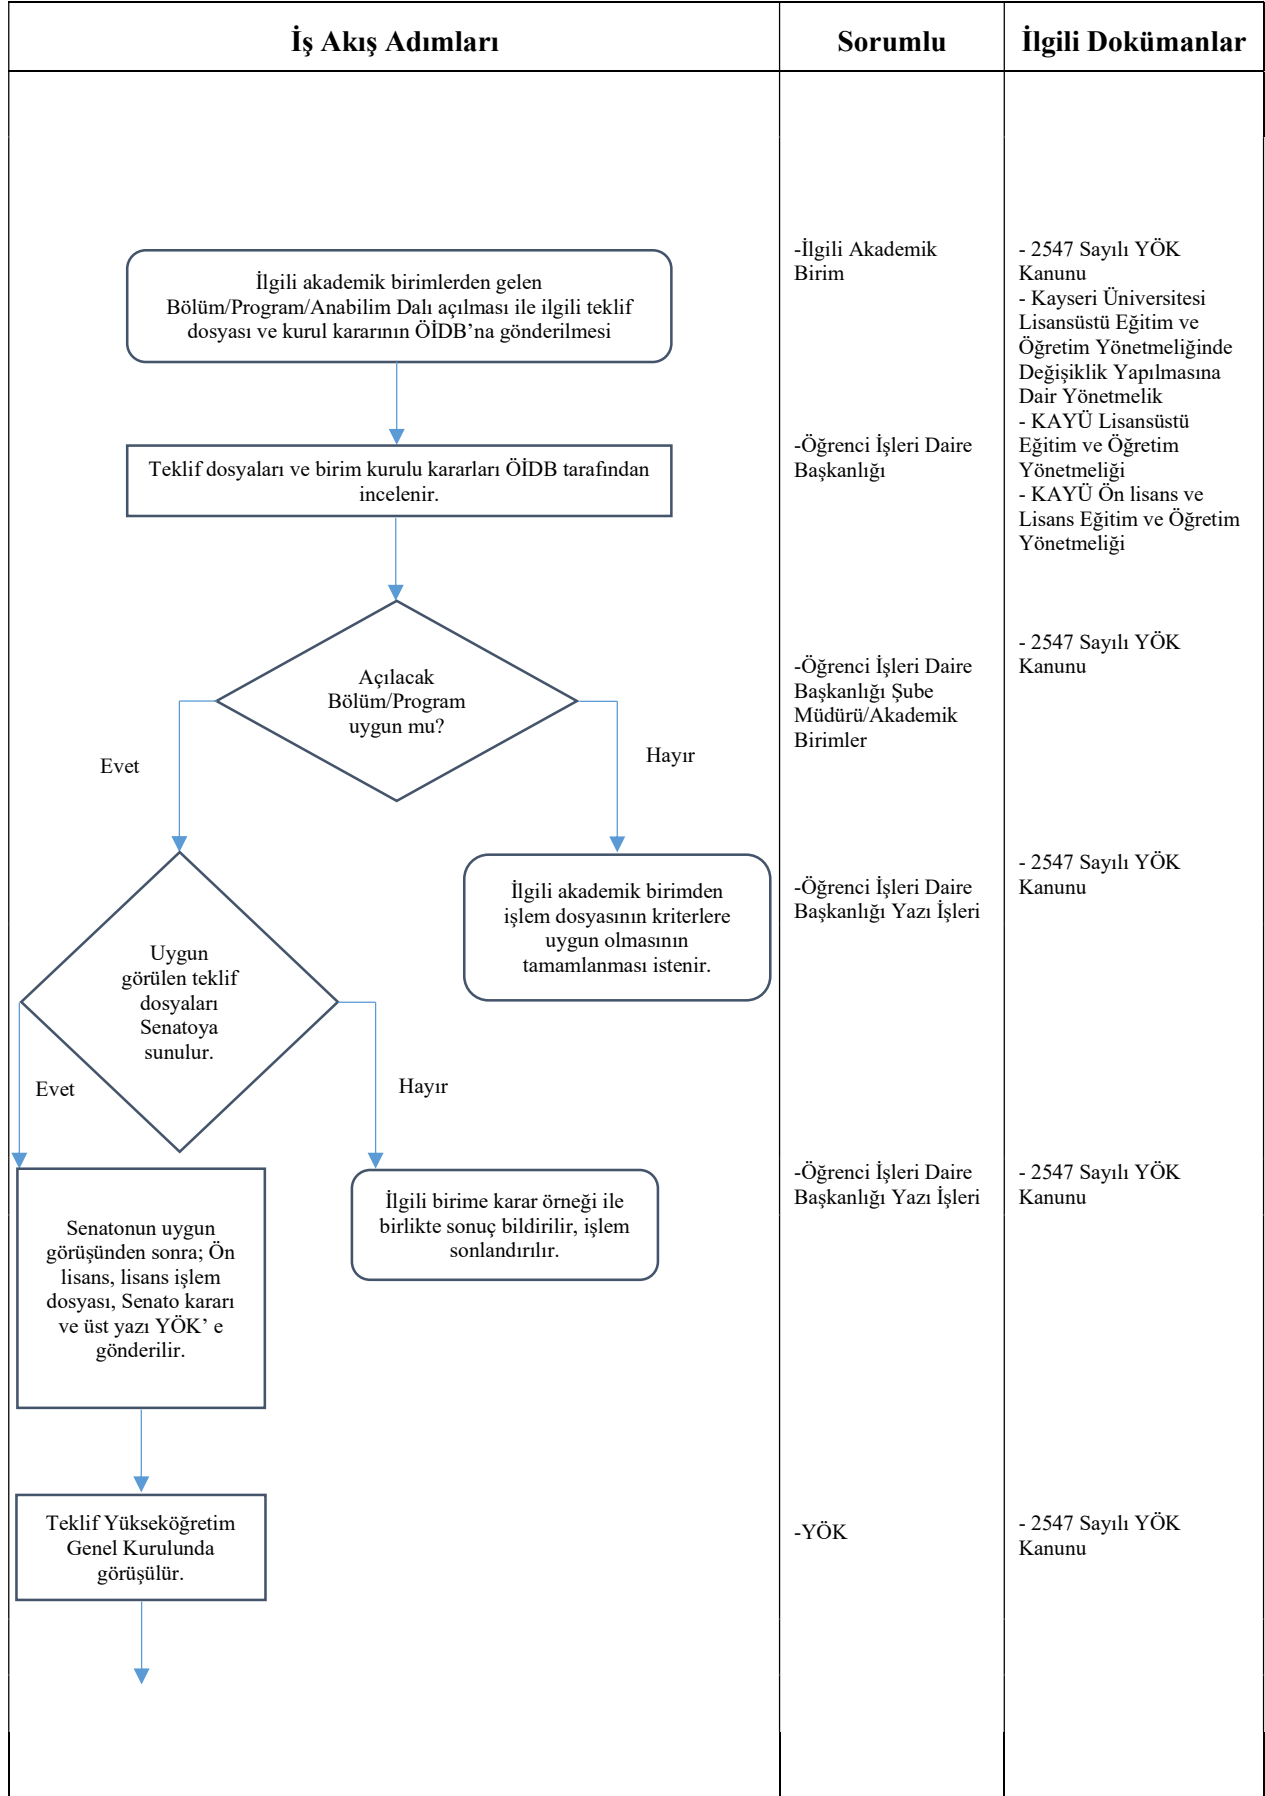 İş Akış Adımları
Sorumlu
İlgili Dokümanlar
İlgili akademik birimlerden gelen
Bölüm/Program/Anabilim Dalı açılması ile ilgili teklif
dosyası ve kurul kararının ÖİDB’na gönderilmesi
-İlgili Akademik
Birim
- 2547 Sayılı YÖK
Kanunu
- Kayseri Üniversitesi
Lisansüstü Eğitim ve
Öğretim Yönetmeliğinde
Değişiklik Yapılmasına
Dair Yönetmelik
- KAYÜ Lisansüstü
Eğitim ve Öğretim
Yönetmeliği
- KAYÜ Ön lisans ve
Lisans Eğitim ve Öğretim
Yönetmeliği
Teklif dosyaları ve birim kurulu kararları ÖİDB tarafından
incelenir.
-Öğrenci İşleri Daire
Başkanlığı
Açılacak
Bölüm/Program
uygun mu?
Evet
Hayır
-Öğrenci İşleri Daire
Başkanlığı Şube
Müdürü/Akademik
Birimler
- 2547 Sayılı YÖK
Kanunu
Uygun
görülen teklif
dosyaları
Senatoya
sunulur.
İlgili akademik birimden
işlem dosyasının kriterlere
uygun olmasının
tamamlanması istenir.
-Öğrenci İşleri Daire
Başkanlığı Yazı İşleri
- 2547 Sayılı YÖK
Kanunu
Evet
Hayır
Senatonun uygun
görüşünden sonra; Ön
lisans, lisans işlem
dosyası, Senato kararı
ve üst yazı YÖK’ e
gönderilir.
İlgili birime karar örneği ile
birlikte sonuç bildirilir, işlem
sonlandırılır.
-Öğrenci İşleri Daire
Başkanlığı Yazı İşleri
- 2547 Sayılı YÖK
Kanunu
Teklif Yükseköğretim
Genel Kurulunda
görüşülür.
-YÖK
- 2547 Sayılı YÖK
Kanunu